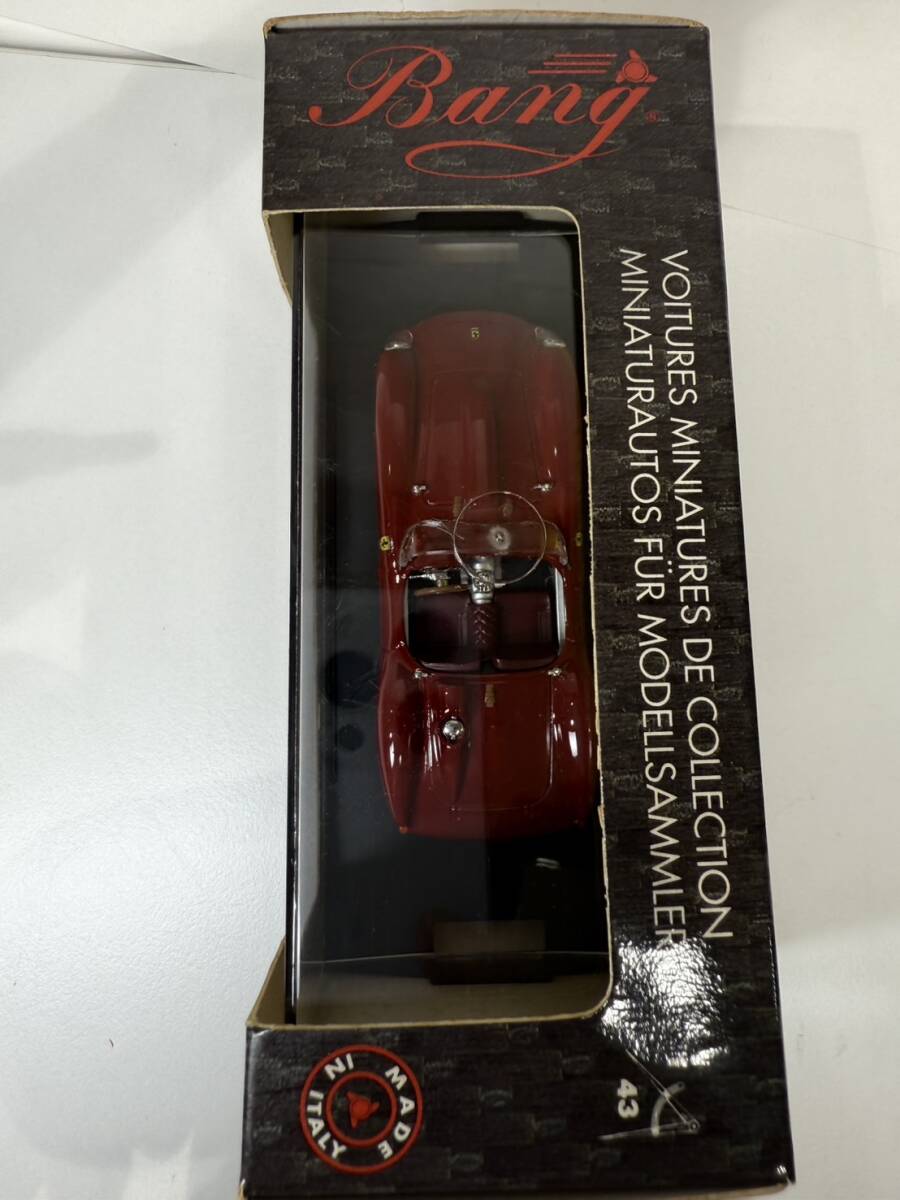 Bang®
VOITURES MINIATURES DE COLLECTION
MINIATURAUTOS FÜR MODELLSAMMLER
43
MADE IN ITALY